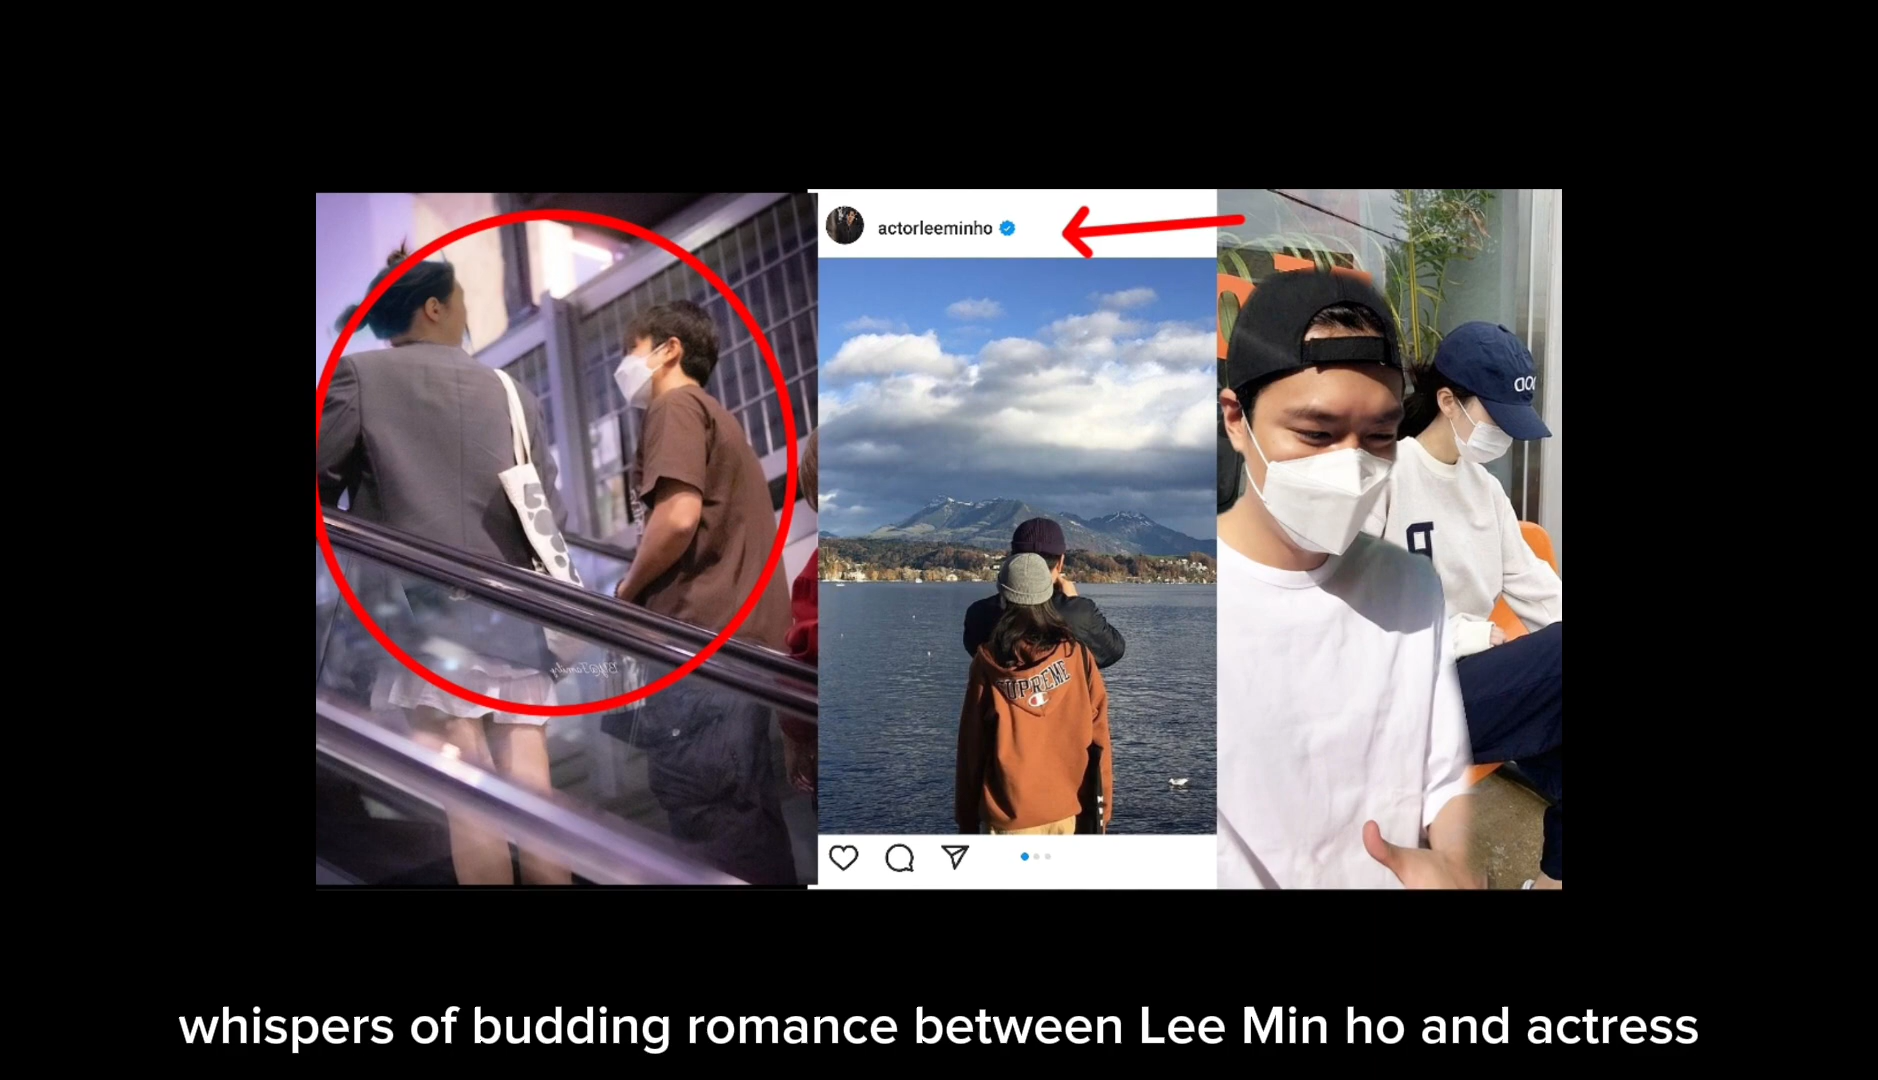 actorleeminho
SUPREME
P
whispers of budding romance between Lee Min ho and actress